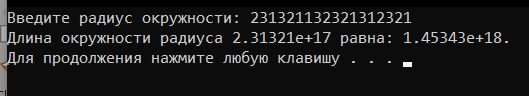 Введите радиус окружности: 231321132321312321
Длина окружности радиуса 2.31321e+17 равна: 1.45343e+18.
Для продолжения нажмите любую клавишу . . .